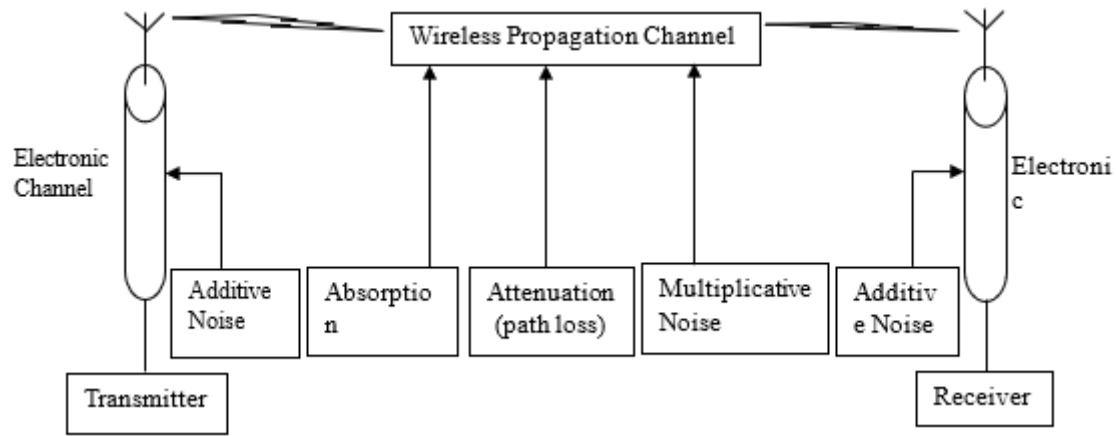 Wireless Propagation Channel
Electronic
Channel
Electroni
c
Additive
Noise
Absorptio
n
Attenuation
(path loss)
Multiplicative
Noise
Additiv
e Noise
Transmitter
Receiver